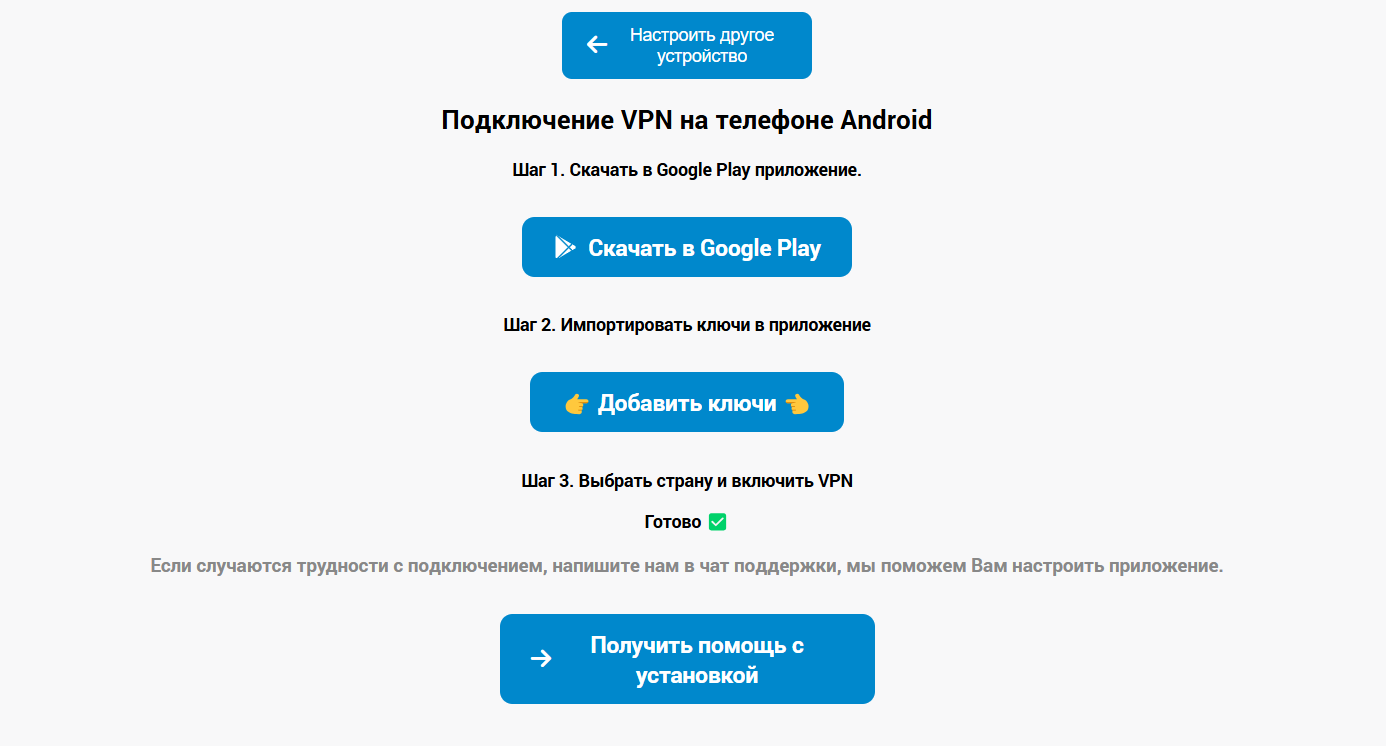 Настроить другое
устройство
Подключение VPN на телефоне Android
Шаг 1. Скачать в Google Play приложение.
Скачать в Google Play
Шаг 2. Импортировать ключи в приложение
👉 Добавить ключи 👈
Шаг 3. Выбрать страну и включить VPN
Готово ✅
Если случаются трудности с подключением, напишите нам в чат поддержки, мы поможем Вам настроить приложение.
Получить помощь с
установкой